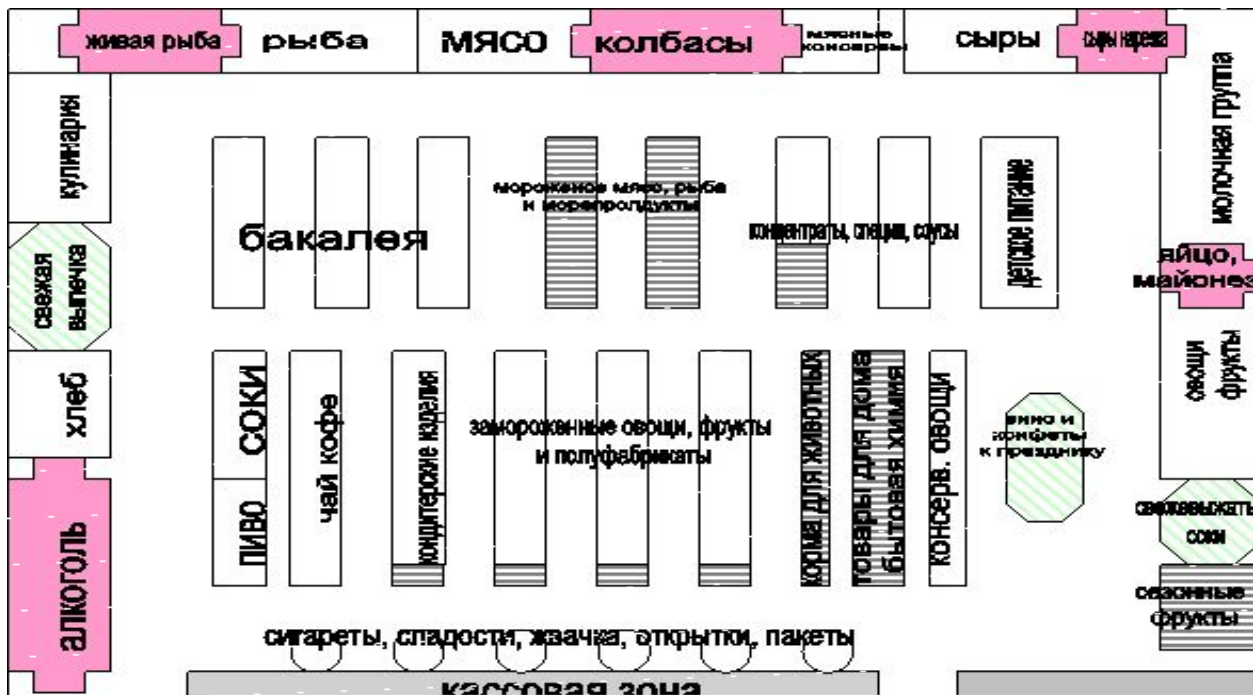 живая рыба
рыба
МЯСО
колбасы
мясные
консервы
сыры
сыры нарезка
молочная группа
кулинария
мороженое мясо, рыба
и морепролдукты
бакалея
концентраты, специи, соусы
детское питание
яйцо,
майонез
свежая
выпечка
овощи
фрукты
хлеб
СОКИ
ПИВО
чай кофе
кондитерские изделия
замороженные овощи, фрукты
и полуфабрикаты
корма для животных
товары для дома
бытовая химия
консерв. овощи
вино и
конфеты
к празднику
свежевыжатые
соки
сезонные
фрукты
алкоголь
сигареты, сладости, жвачка, открытки, пакеты
кассовая зона